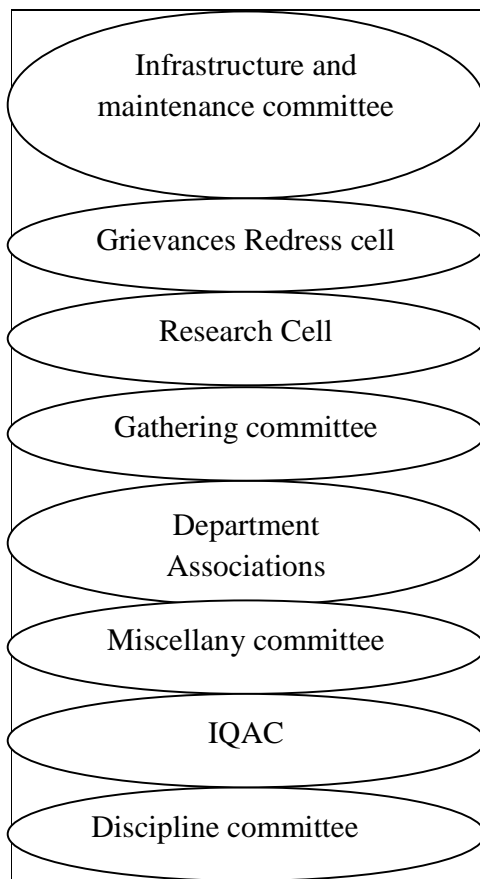 Infrastructure and
maintenance committee
Grievances Redress cell
Research Cell
Gathering committee
Department
Associations
Miscellany committee
IQAC
Discipline committee